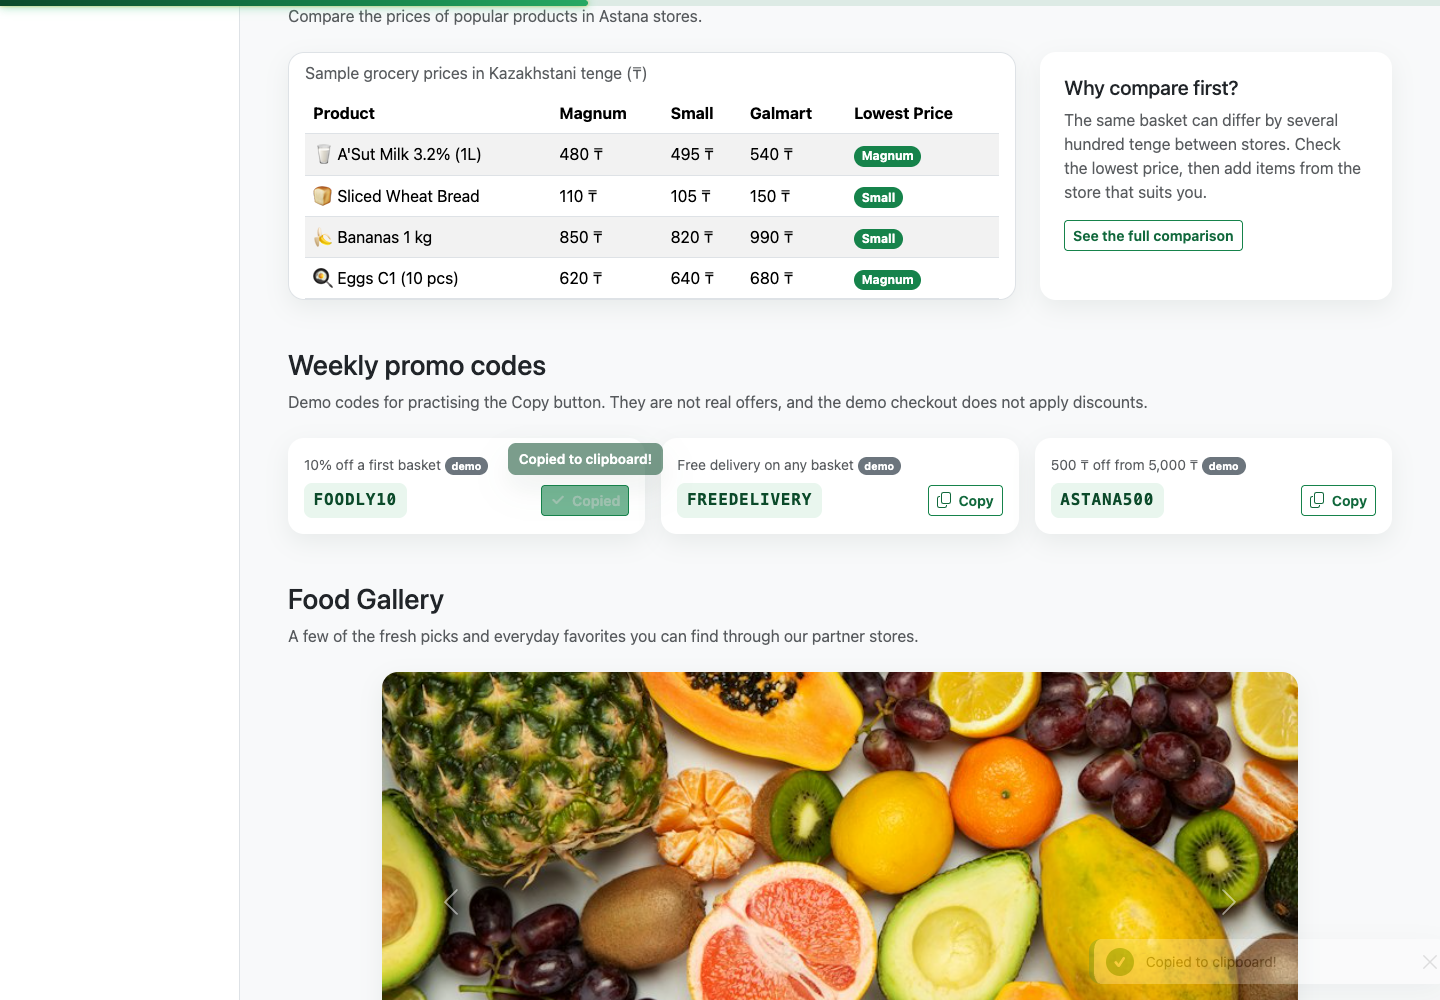 Compare the prices of popular products in Astana stores.
Sample grocery prices in Kazakhstani tenge (₸)
Product Magnum Small Galmart Lowest Price
A'Sut Milk 3.2% (1L) 480 ₸ 495 ₸ 540 ₸ Magnum
Sliced Wheat Bread 110 ₸ 105 ₸ 150 ₸ Small
Bananas 1 kg 850 ₸ 820 ₸ 990 ₸ Small
Eggs C1 (10 pcs) 620 ₸ 640 ₸ 680 ₸ Magnum
Why compare first?
The same basket can differ by several
hundred tenge between stores. Check
the lowest price, then add items from the
store that suits you.
See the full comparison
Weekly promo codes
Demo codes for practising the Copy button. They are not real offers, and the demo checkout does not apply discounts.
10% off a first basket demo
Copied to clipboard!
FOODLY10 Copied
Free delivery on any basket demo
FREEDELIVERY Copy
500 ₸ off from 5,000 ₸ demo
ASTANA500 Copy
Food Gallery
A few of the fresh picks and everyday favorites you can find through our partner stores.
Copied to clipboard!